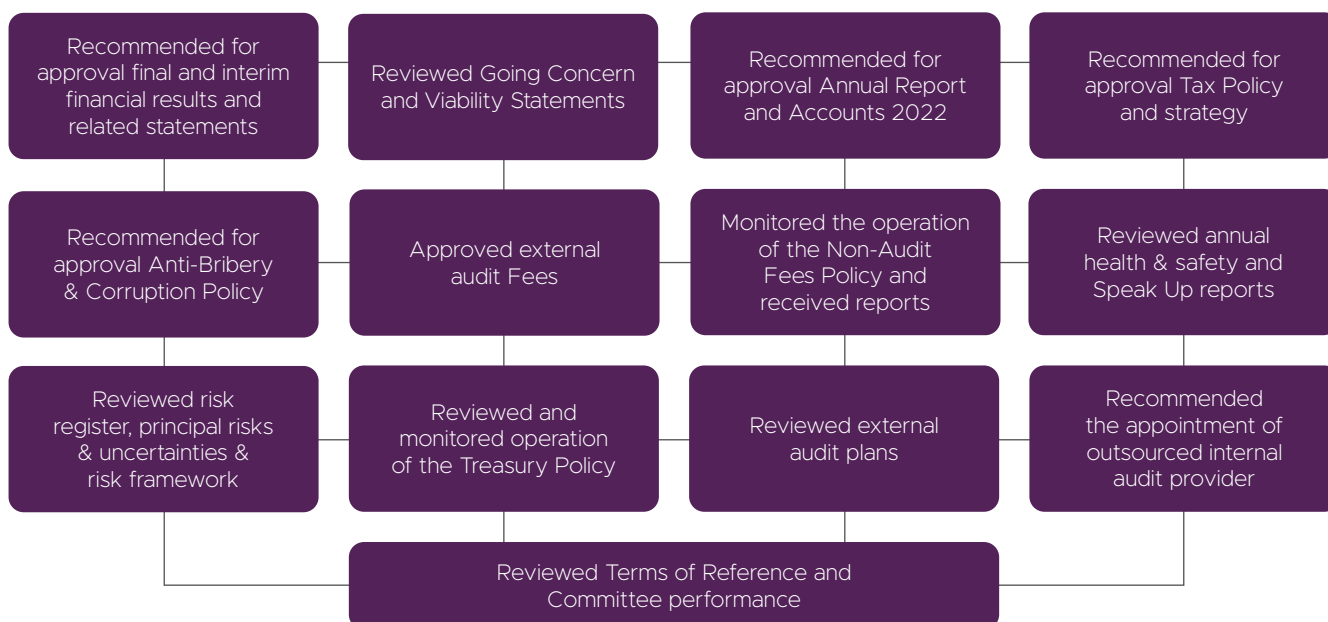 Recommended for
approval final and interim
financial results and
related statements
Reviewed Going Concern
and Viability Statements
Recommended for
approval Annual Report
and Accounts 2022
Recommended for
approval Tax Policy
and strategy
Recommended for
approval Anti-Bribery
& Corruption Policy
Approved external
audit Fees
Monitored the operation
of the Non-Audit
Fees Policy and
received reports
Reviewed annual
health & safety and
Speak Up reports
Reviewed risk
register, principal risks
& uncertainties &
risk framework
Reviewed and
monitored operation
of the Treasury Policy
Reviewed external
audit plans
Recommended
the appointment of
outsourced internal
audit provider
Reviewed Terms of Reference and
Committee performance